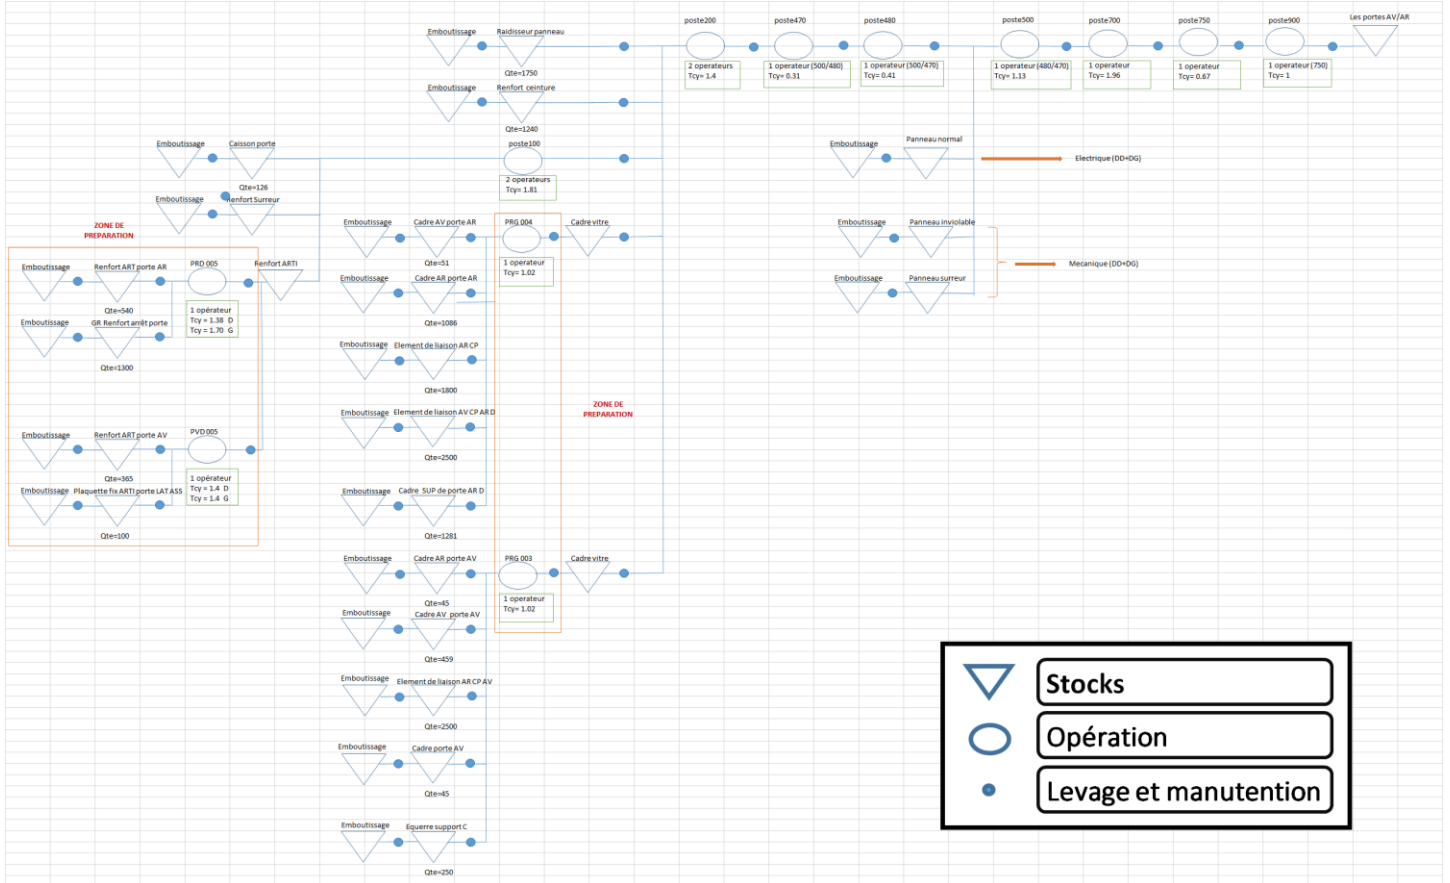 poste200
poste470
poste480
poste500
poste700
poste750
poste900
Les portes AV/AR
Emboutissage
Raidisseur panneau
Qte=1750
2 operateurs
Tcy= 1.4
1 operateur(500/480)
Tcy= 0.31
1 operateur(500/470)
Tcy= 0.41
1 operateur(480/470)
Tcy= 1.13
1 operateur
Tcy= 1.96
1 operateur
Tcy= 0.67
1 operateur(750)
Tcy= 1
Emboutissage
Renfort ceinture
Qte=1240
Emboutissage
Caisson porte
Qte=126
poste100
2 operateurs
Tcy= 1.81
Emboutissage
Panneau normal
Electrique (DD+DG)
Emboutissage
Renfort Surreur
ZONE DE
PREPARATION
Emboutissage
Cadre AV porte AR
Qte=51
PRG 004
1 operateur
Tcy= 1.02
Cadre vitre
Emboutissage
Panneau inviolable
Mecanique (DD+DG)
Emboutissage
Panneau surreur
Emboutissage
Renfort ART porte AR
Qte=540
PRD 005
1 opérateur
Tcy = 1.38 D
Tcy = 1.70 G
Renfort ARTI
Emboutissage
Cadre AR porte AR
Qte=1086
Emboutissage
GR Renfort arrêt porte
Qte=1300
Emboutissage
Element de liaison AR CP
Qte=1800
Emboutissage
Element de liaison AV CP AR D
Qte=2500
ZONE DE
PREPARATION
Emboutissage
Renfort ART porte AV
Qte=365
PVD 005
1 opérateur
Tcy = 1.4 D
Tcy = 1.4 G
Emboutissage
Plaquette fix ARTI porte LAT ASS
Qte=100
Emboutissage
Cadre SUP de porte AR D
Qte=1281
Emboutissage
Cadre AR porte AV
Qte=45
PRG 003
1 operateur
Tcy= 1.02
Cadre vitre
Emboutissage
Cadre AV porte AV
Qte=459
Emboutissage
Element de liaison AR CP AV
Qte=2500
Emboutissage
Cadre porte AV
Qte=45
Emboutissage
Equerre support C
Qte=250
Stocks
Opération
Levage et manutention